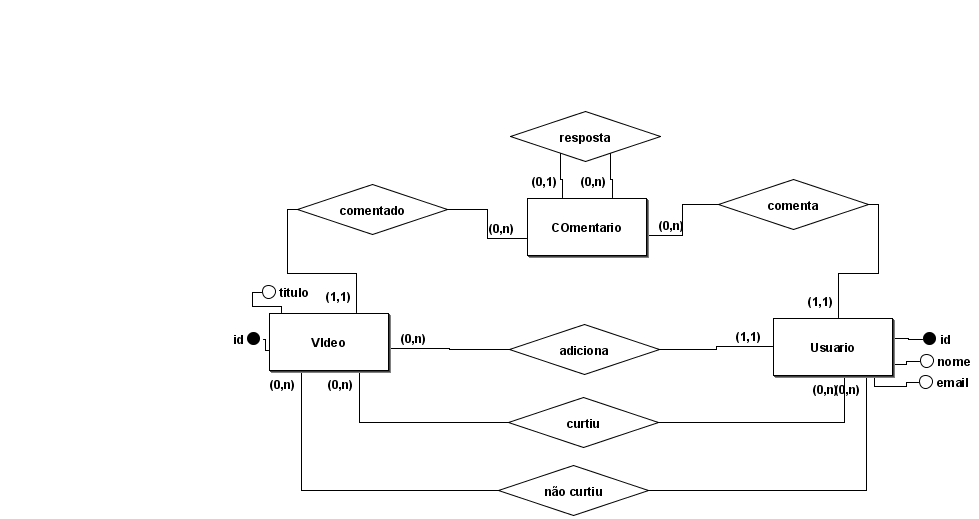 resposta
(0,1) (0,n)
comentado
comenta
COmentario
(0,n)
(0,n)
titulo
(1,1)
(1,1)
id
VIdeo
(0,n)
adiciona
(1,1)
Usuario
id
nome
email
(0,n)
(0,n)
(0,n)
(0,n)
curtiu
não curtiu